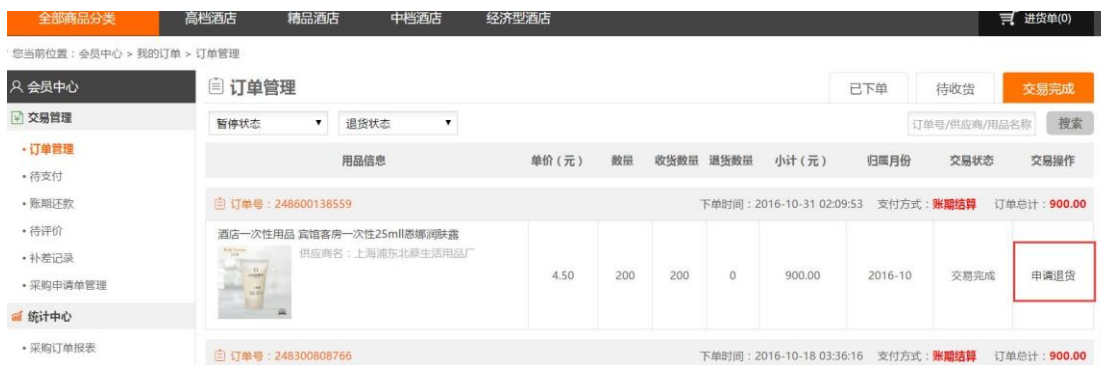 全部商品分类 高档酒店 精品酒店 中档酒店 经济型酒店 进货单(0)
您当前位置：会员中心 > 我的订单 > 订单管理
会员中心 订单管理 已下单 待收货 交易完成
交易管理 暂停状态 退货状态 订单号/供应商/用品名称 搜索
•订单管理 用品信息 单价（元） 数量 收货数量 退货数量 小计（元） 归属月份 交易状态 交易操作
•待支付
•账期还款 订单号：248600138559 下单时间：2016-10-31 02:09:53 支付方式：账期结算 订单总计：900.00
•待评价 酒店一次性用品 宾馆客房一次性25mll恩娜润肤露
•补差记录 供应商名：上海浦东北蔡生活用品厂
•采购申请单管理 4.50 200 200 0 900.00 2016-10 交易完成 申请退货
统计中心
•采购订单报表 订单号：248300808766 下单时间：2016-10-18 03:36:16 支付方式：账期结算 订单总计：900.00